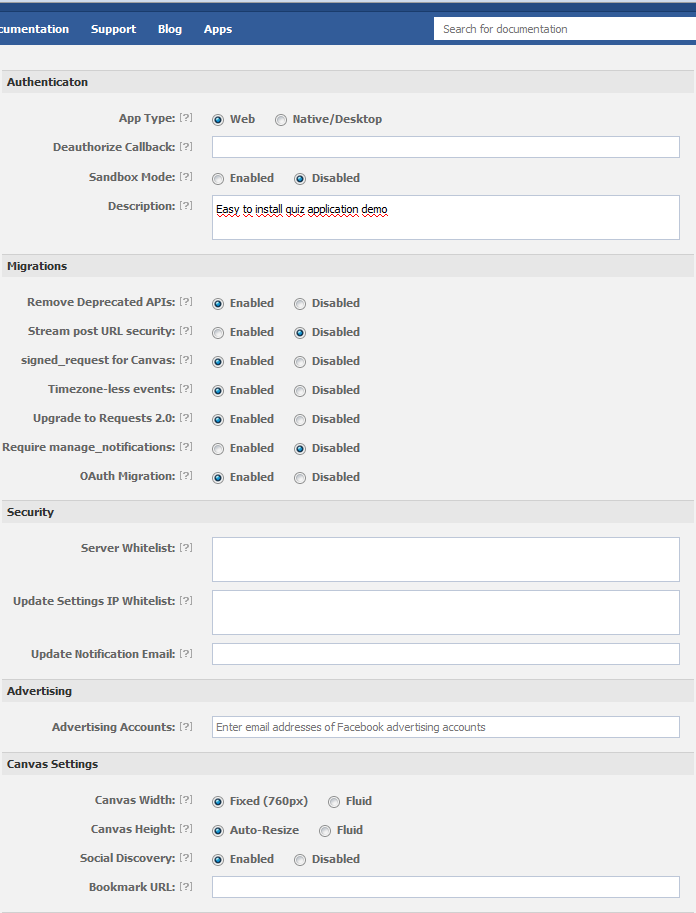 cumentation Support Blog Apps Search for documentation
Authenticaton
App Type: [?] Web Native/Desktop
Deauthorize Callback: [?]
Sandbox Mode: [?] Enabled Disabled
Description: [?] Easy to install quiz application demo
Migrations
Remove Deprecated APIs: [?] Enabled Disabled
Stream post URL security: [?] Enabled Disabled
signed_request for Canvas: [?] Enabled Disabled
Timezone-less events: [?] Enabled Disabled
Upgrade to Requests 2.0: [?] Enabled Disabled
Require manage_notifications: [?] Enabled Disabled
OAuth Migration: [?] Enabled Disabled
Security
Server Whitelist: [?]
Update Settings IP Whitelist: [?]
Update Notification Email: [?]
Advertising
Advertising Accounts: [?] Enter email addresses of Facebook advertising accounts
Canvas Settings
Canvas Width: [?] Fixed (760px) Fluid
Canvas Height: [?] Auto-Resize Fluid
Social Discovery: [?] Enabled Disabled
Bookmark URL: [?]